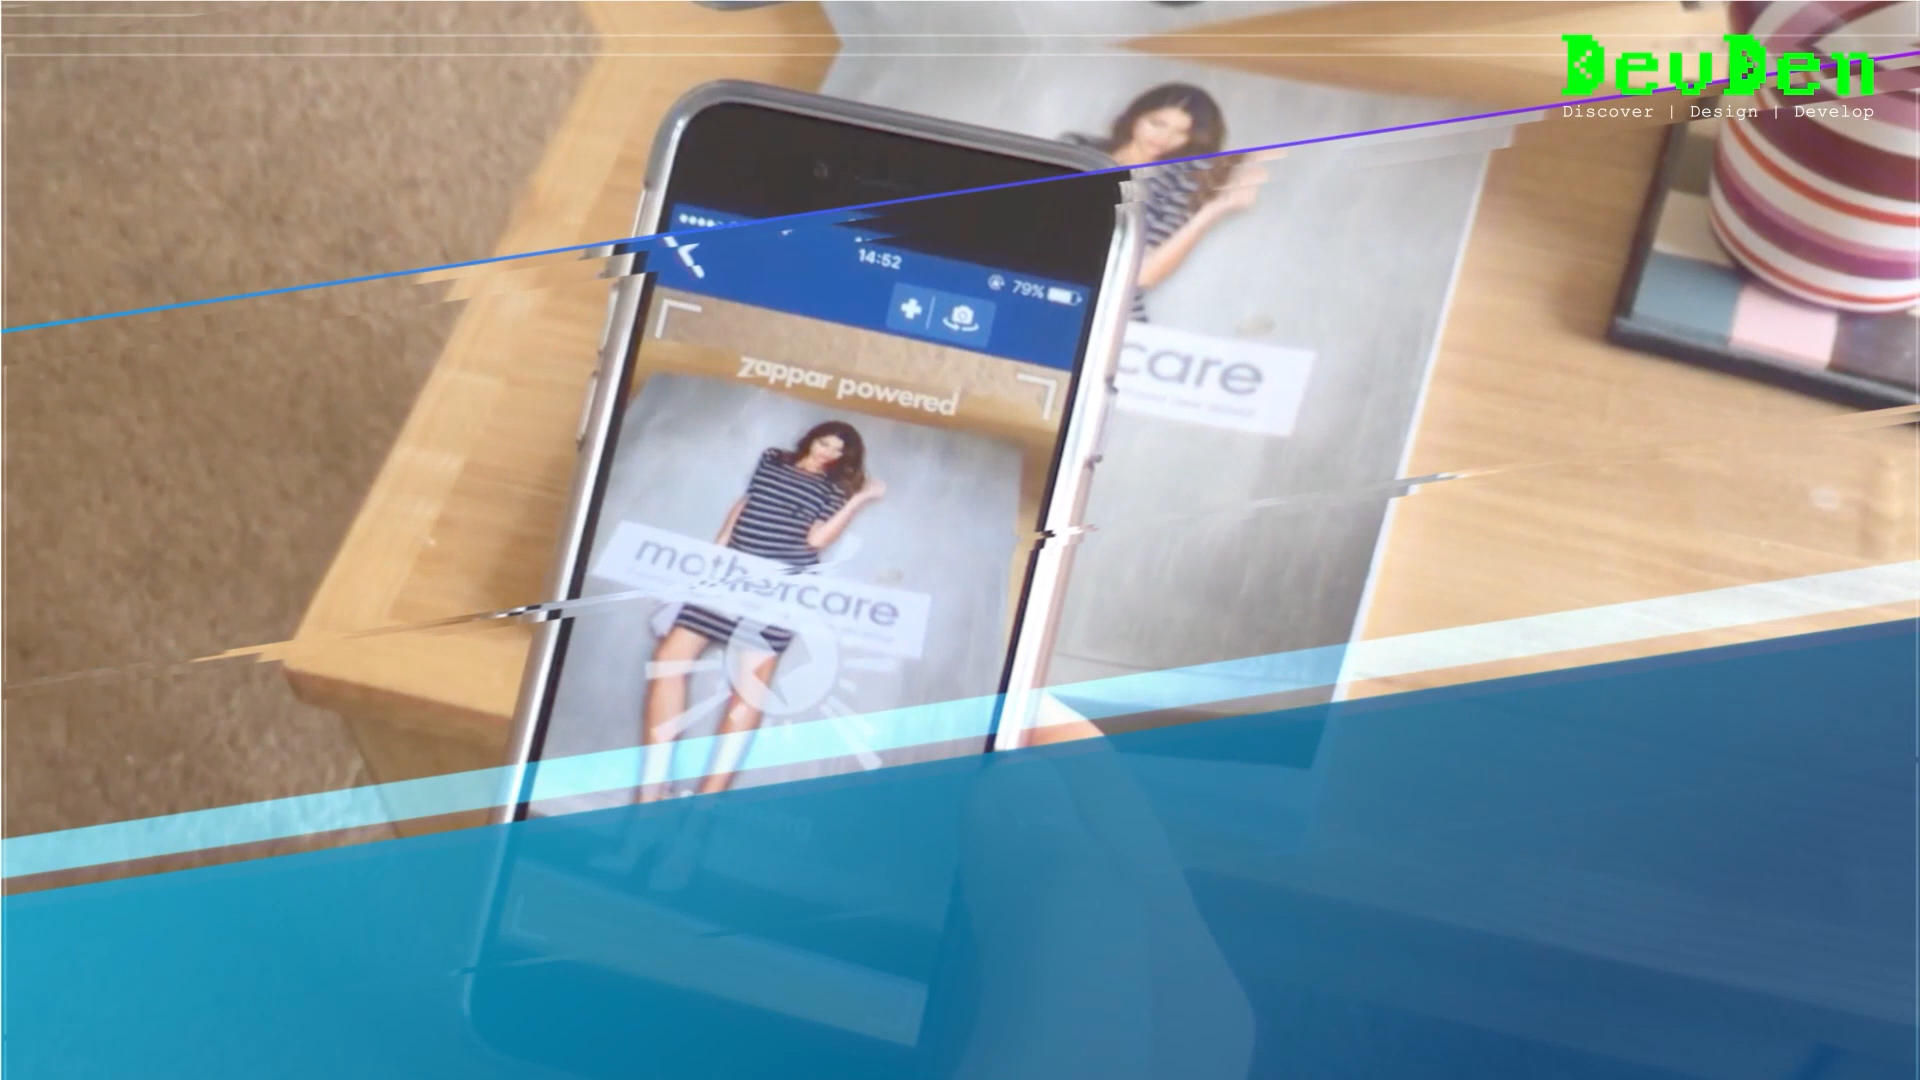 DevDen
Discover | Design | Develop
14:52
79%
zappar powered
care
mothercare